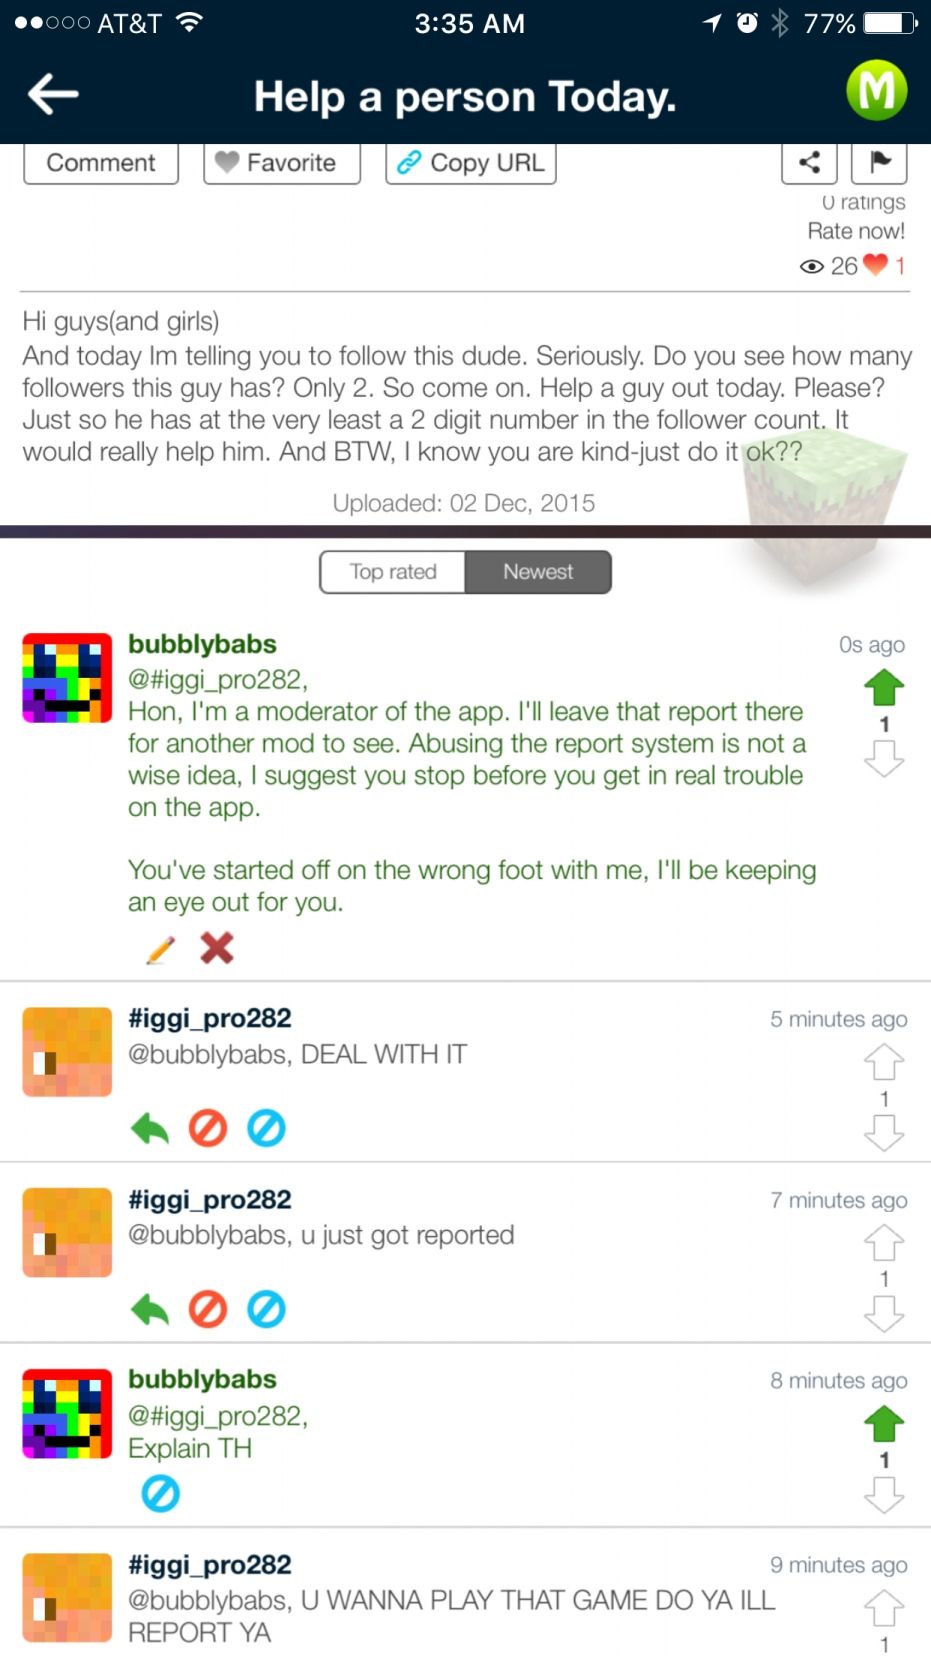 AT&T 3:35 AM 77%
Help a person Today.
M
Comment Favorite Copy URL
0 ratings
Rate now!
26 1
Hi guys(and girls)
And today Im telling you to follow this dude. Seriously. Do you see how many
followers this guy has? Only 2. So come on. Help a guy out today. Please?
Just so he has at the very least a 2 digit number in the follower count. It
would really help him. And BTW, I know you are kind-just do it ok??
Uploaded: 02 Dec, 2015
Top rated Newest
bubblybabs 0s ago
@#iggi_pro282,
Hon, I'm a moderator of the app. I'll leave that report there
for another mod to see. Abusing the report system is not a
wise idea, I suggest you stop before you get in real trouble
on the app.
1
You've started off on the wrong foot with me, I'll be keeping
an eye out for you.
#iggi_pro282 5 minutes ago
@bubblybabs, DEAL WITH IT
1
#iggi_pro282 7 minutes ago
@bubblybabs, u just got reported
1
bubblybabs 8 minutes ago
@#iggi_pro282,
Explain TH
1
#iggi_pro282 9 minutes ago
@bubblybabs, U WANNA PLAY THAT GAME DO YA ILL
REPORT YA
1